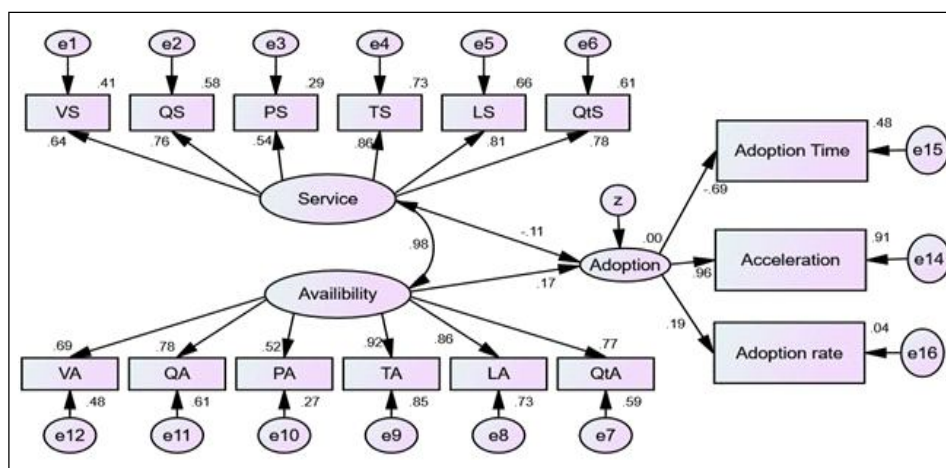 e1 e2 e3 e4 e5 e6
.41 .58 .29 .73 .66 .61
VS QS PS TS LS QtS
.64 .76 .54 .86 .81 .78
.48
Adoption Time e15
-.69
Service
z
-.11 .00 .91
.98 Adoption Acceleration e14
.96
.17
Availibility
.19 .04
Adoption rate e16
.69 .78 .52 .92 .86 .77
VA QA PA TA LA QtA
.48 .61 .27 .85 .73 .59
e12 e11 e10 e9 e8 e7